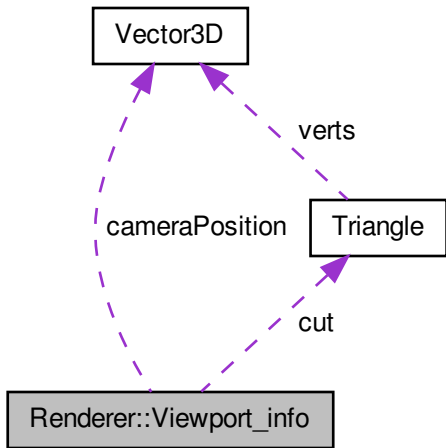 Vector3D
verts
cameraPosition
Triangle
cut
Renderer::Viewport_info